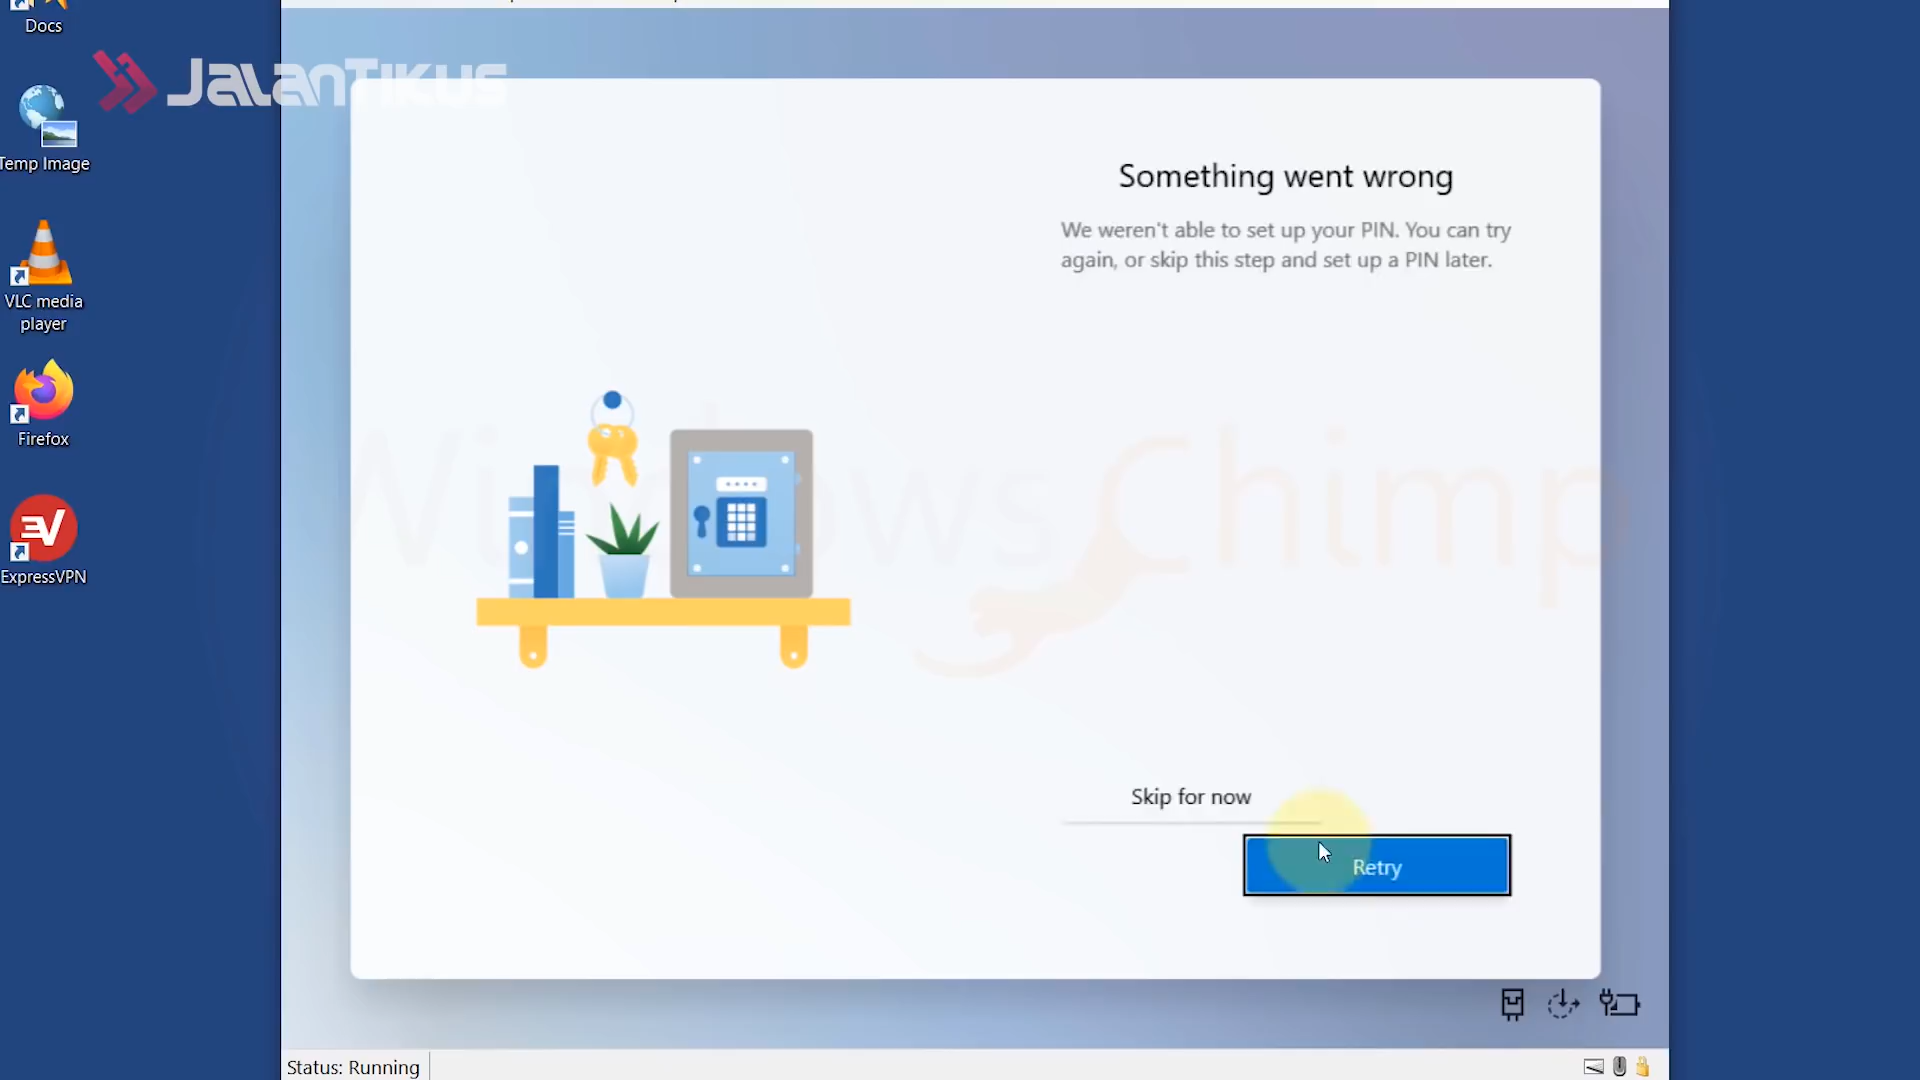 Docs
JALANTIKUS
Temp Image
VLC media
player
Firefox
ExpressVPN
Something went wrong
We weren't able to set up your PIN. You can try
again, or skip this step and set up a PIN later.
Windows Chimp
Skip for now
Retry
Status: Running